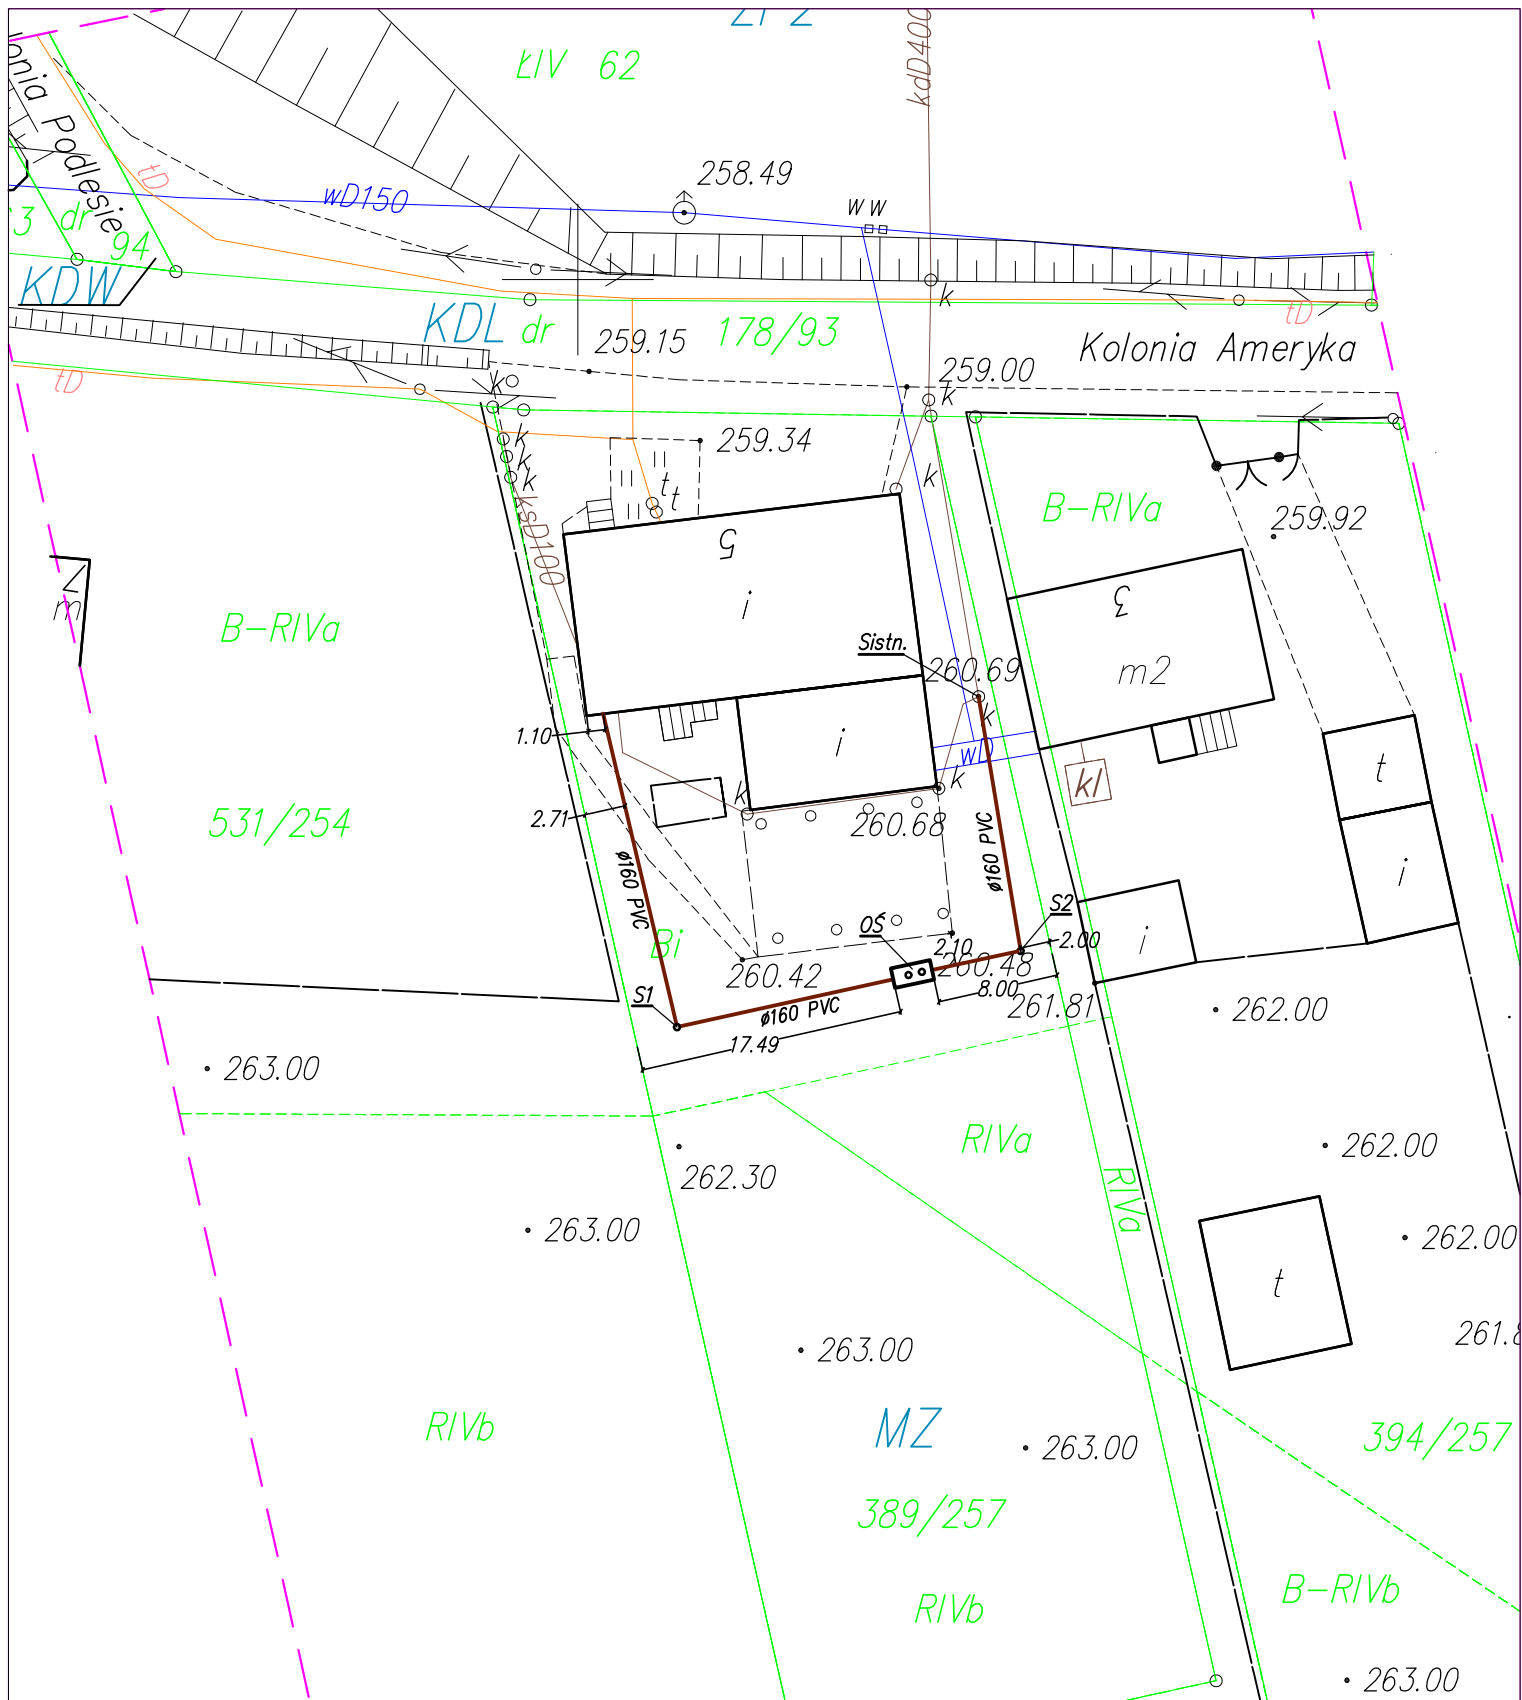 ŁIV 62
kdD400
Podlesie
tD
258.49
wD150
w w
dr
94
KDW
k
tD
KDL dr
178/93
Kolonia Ameryka
259.15
259.00
tD
k
k
259.34
k
k
k
k
t
t
ksD100
B-RIVa
259.92
5
i
3
m2
m
B-RIVa
Sistn.
260.69
k
1.10
i
wD
k
k
kl
t
2.71
531/254
260.68
ø160 PVC
ø160 PVC
i
S2
OŚ
Bi
2.10
2.00
i
260.42
260.48
8.00
S1
261.81
262.00
ø160 PVC
17.49
263.00
RIVa
262.00
262.30
RIVa
263.00
262.00
t
263.00
RIVb
MZ
263.00
394/257
389/257
B-RIVb
RIVb
263.00